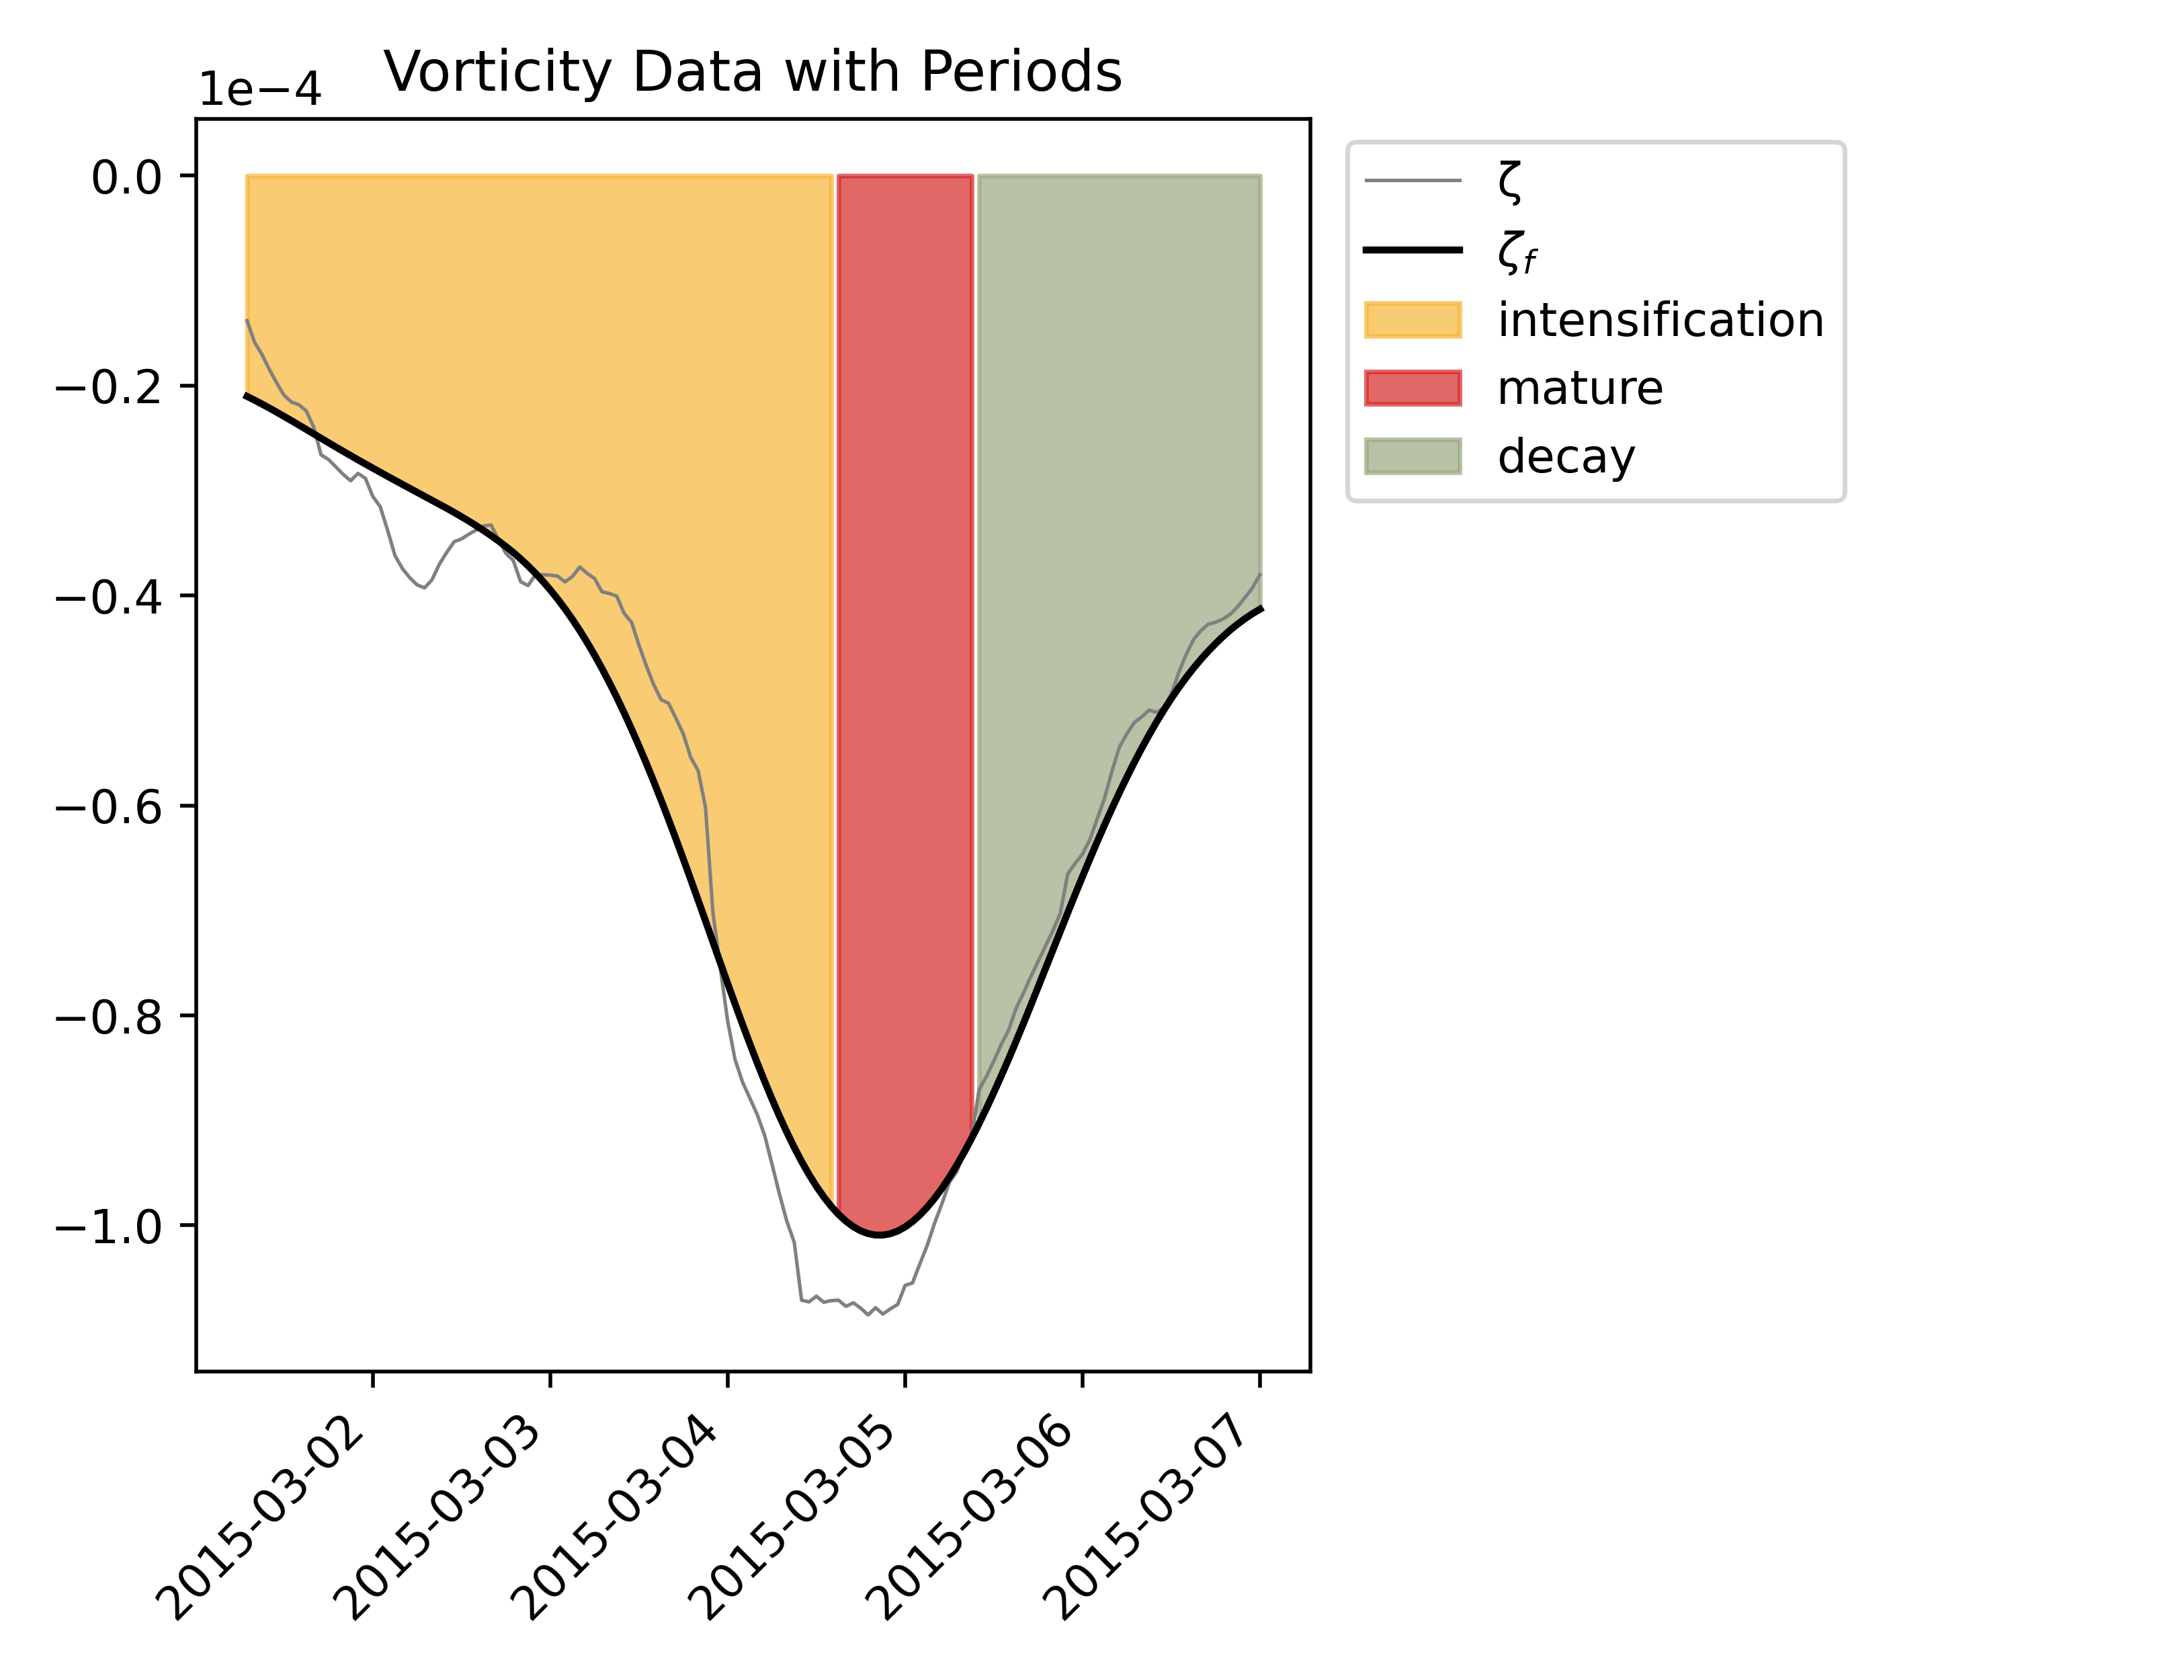 Vorticity Data with Periods
1e−4
0.0
−0.2
−0.4
−0.6
−0.8
−1.0
2015-03-02
2015-03-03
2015-03-04
2015-03-05
2015-03-06
2015-03-07
ζ
ζf
intensification
mature
decay